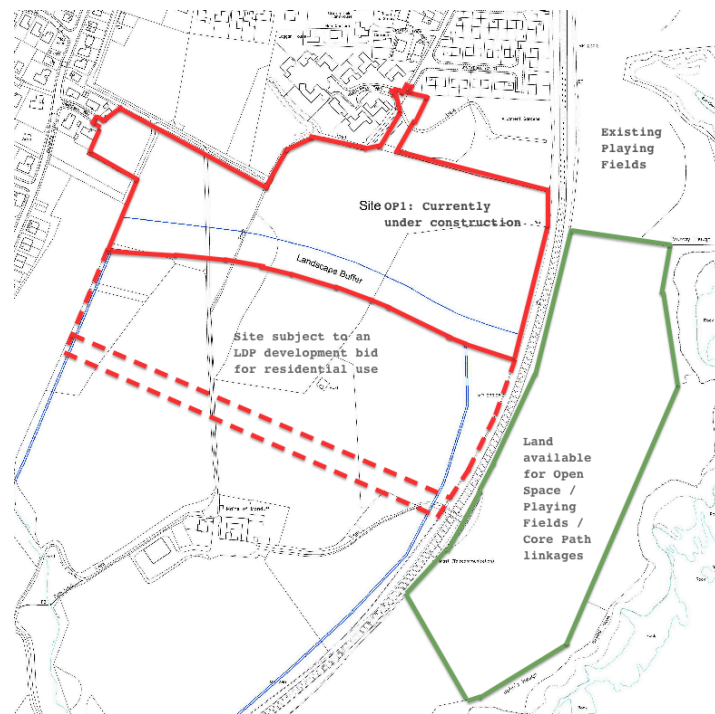 Existing
Playing
Fields
Site OP1: Currently
under construction
Landscape Buffer
Site subject to an
LDP development bid
for residential use
Land
available
for Open
Space /
Playing
Fields /
Core Path
linkages